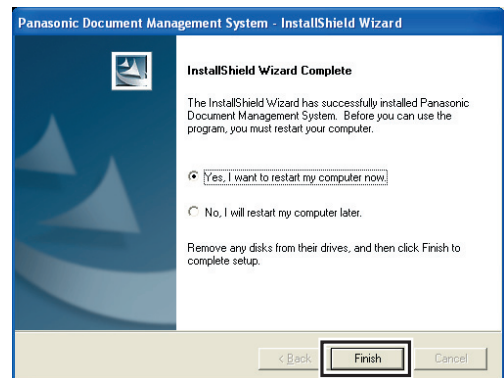 Panasonic Document Management System - InstallShield Wizard
InstallShield Wizard Complete
The InstallShield Wizard has successfully installed Panasonic
Document Management System. Before you can use the
program, you must restart your computer.
Yes, I want to restart my computer now.
No, I will restart my computer later.
Remove any disks from their drives, and then click Finish to
complete setup.
< Back
Finish
Cancel